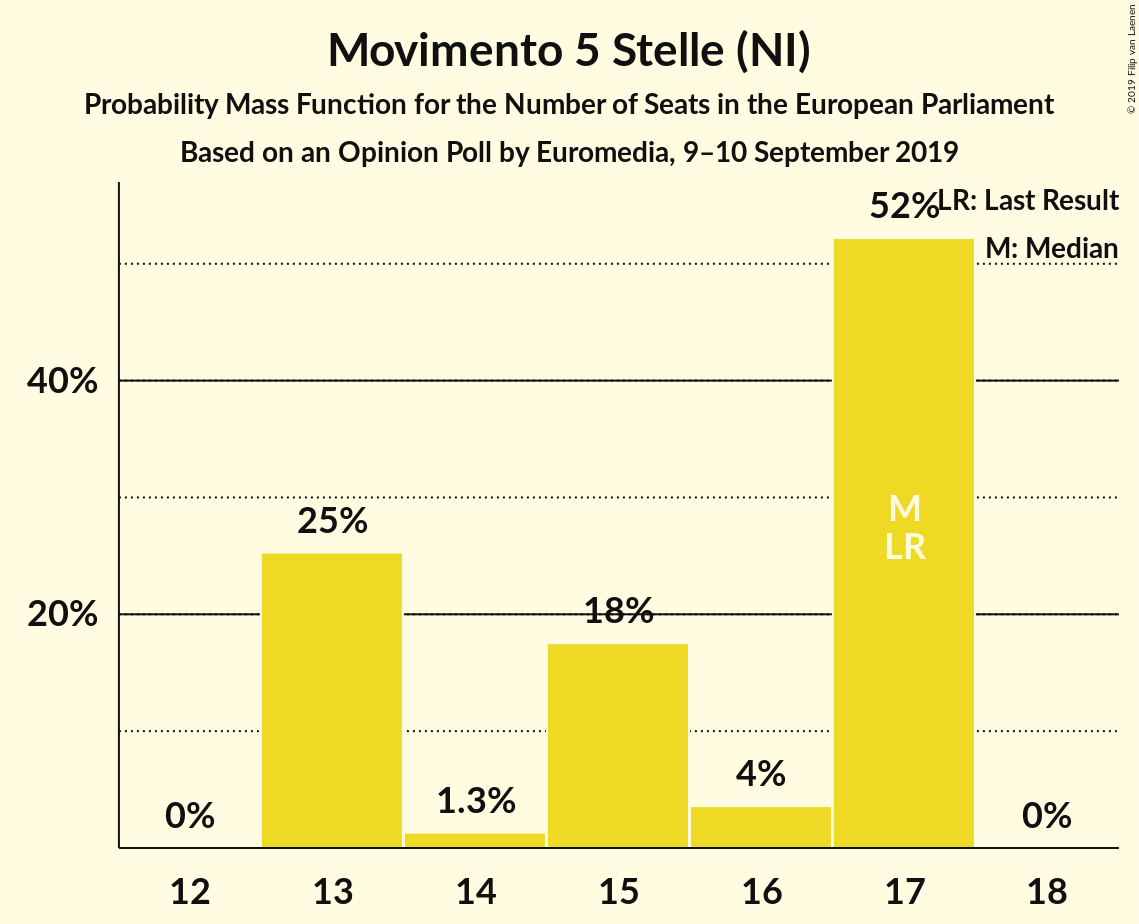 Movimento 5 Stelle (NI)
Probability Mass Function for the Number of Seats in the European Parliament
Based on an Opinion Poll by Euromedia, 9–10 September 2019
© 2019 Filip van Laenen
LR: Last Result
M: Median
40%
20%
0%
25%
1.3%
18%
4%
52%
0%
M
LR
12 13 14 15 16 17 18